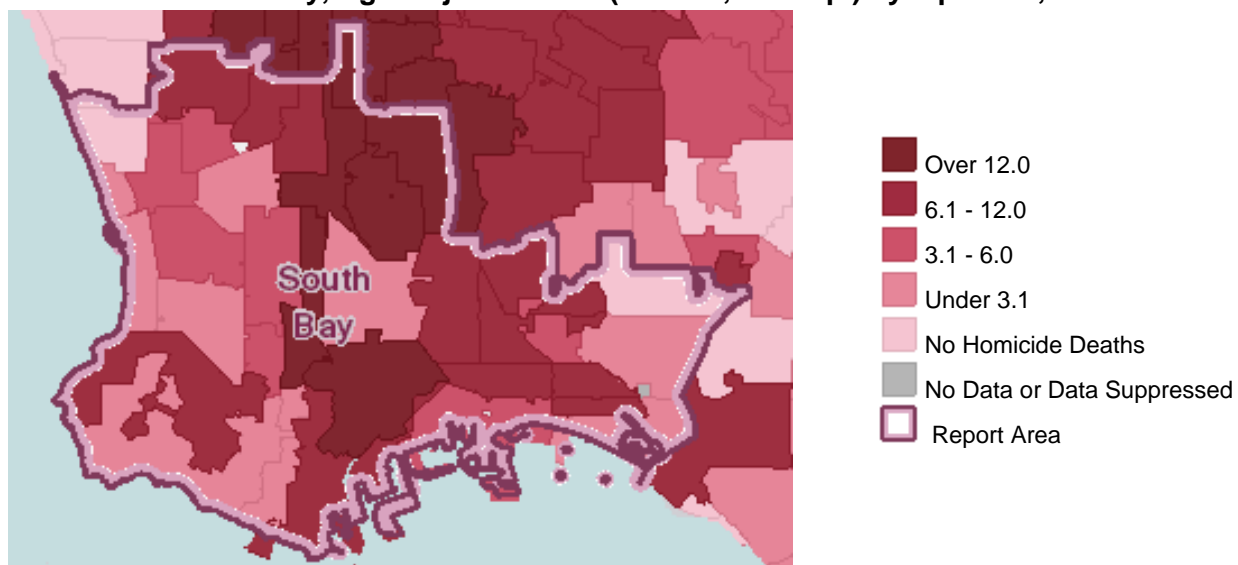 South
Bay
Over 12.0
6.1 - 12.0
3.1 - 6.0
Under 3.1
No Homicide Deaths
No Data or Data Suppressed
Report Area